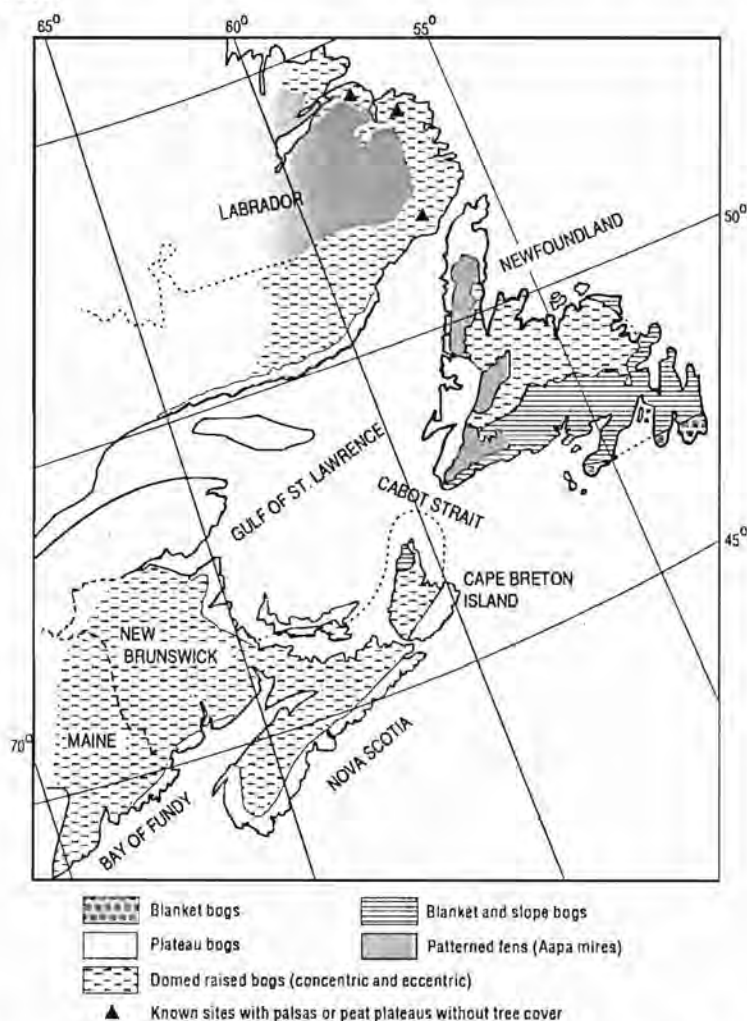 65° 60° 55°
LABRADOR
50°
NEWFOUNDLAND
GULF OF ST. LAWRENCE
CABOT STRAIT
45°
CAPE BRETON
ISLAND
NEW
BRUNSWICK
MAINE
70°
NOVA SCOTIA
BAY OF FUNDY
Blanket bogs
Blanket and slope bogs
Plateau bogs
Patterned fens (Aapa mires)
Domed raised bogs (concentric and eccentric)
Known sites with palsas or peat plateaus without tree cover